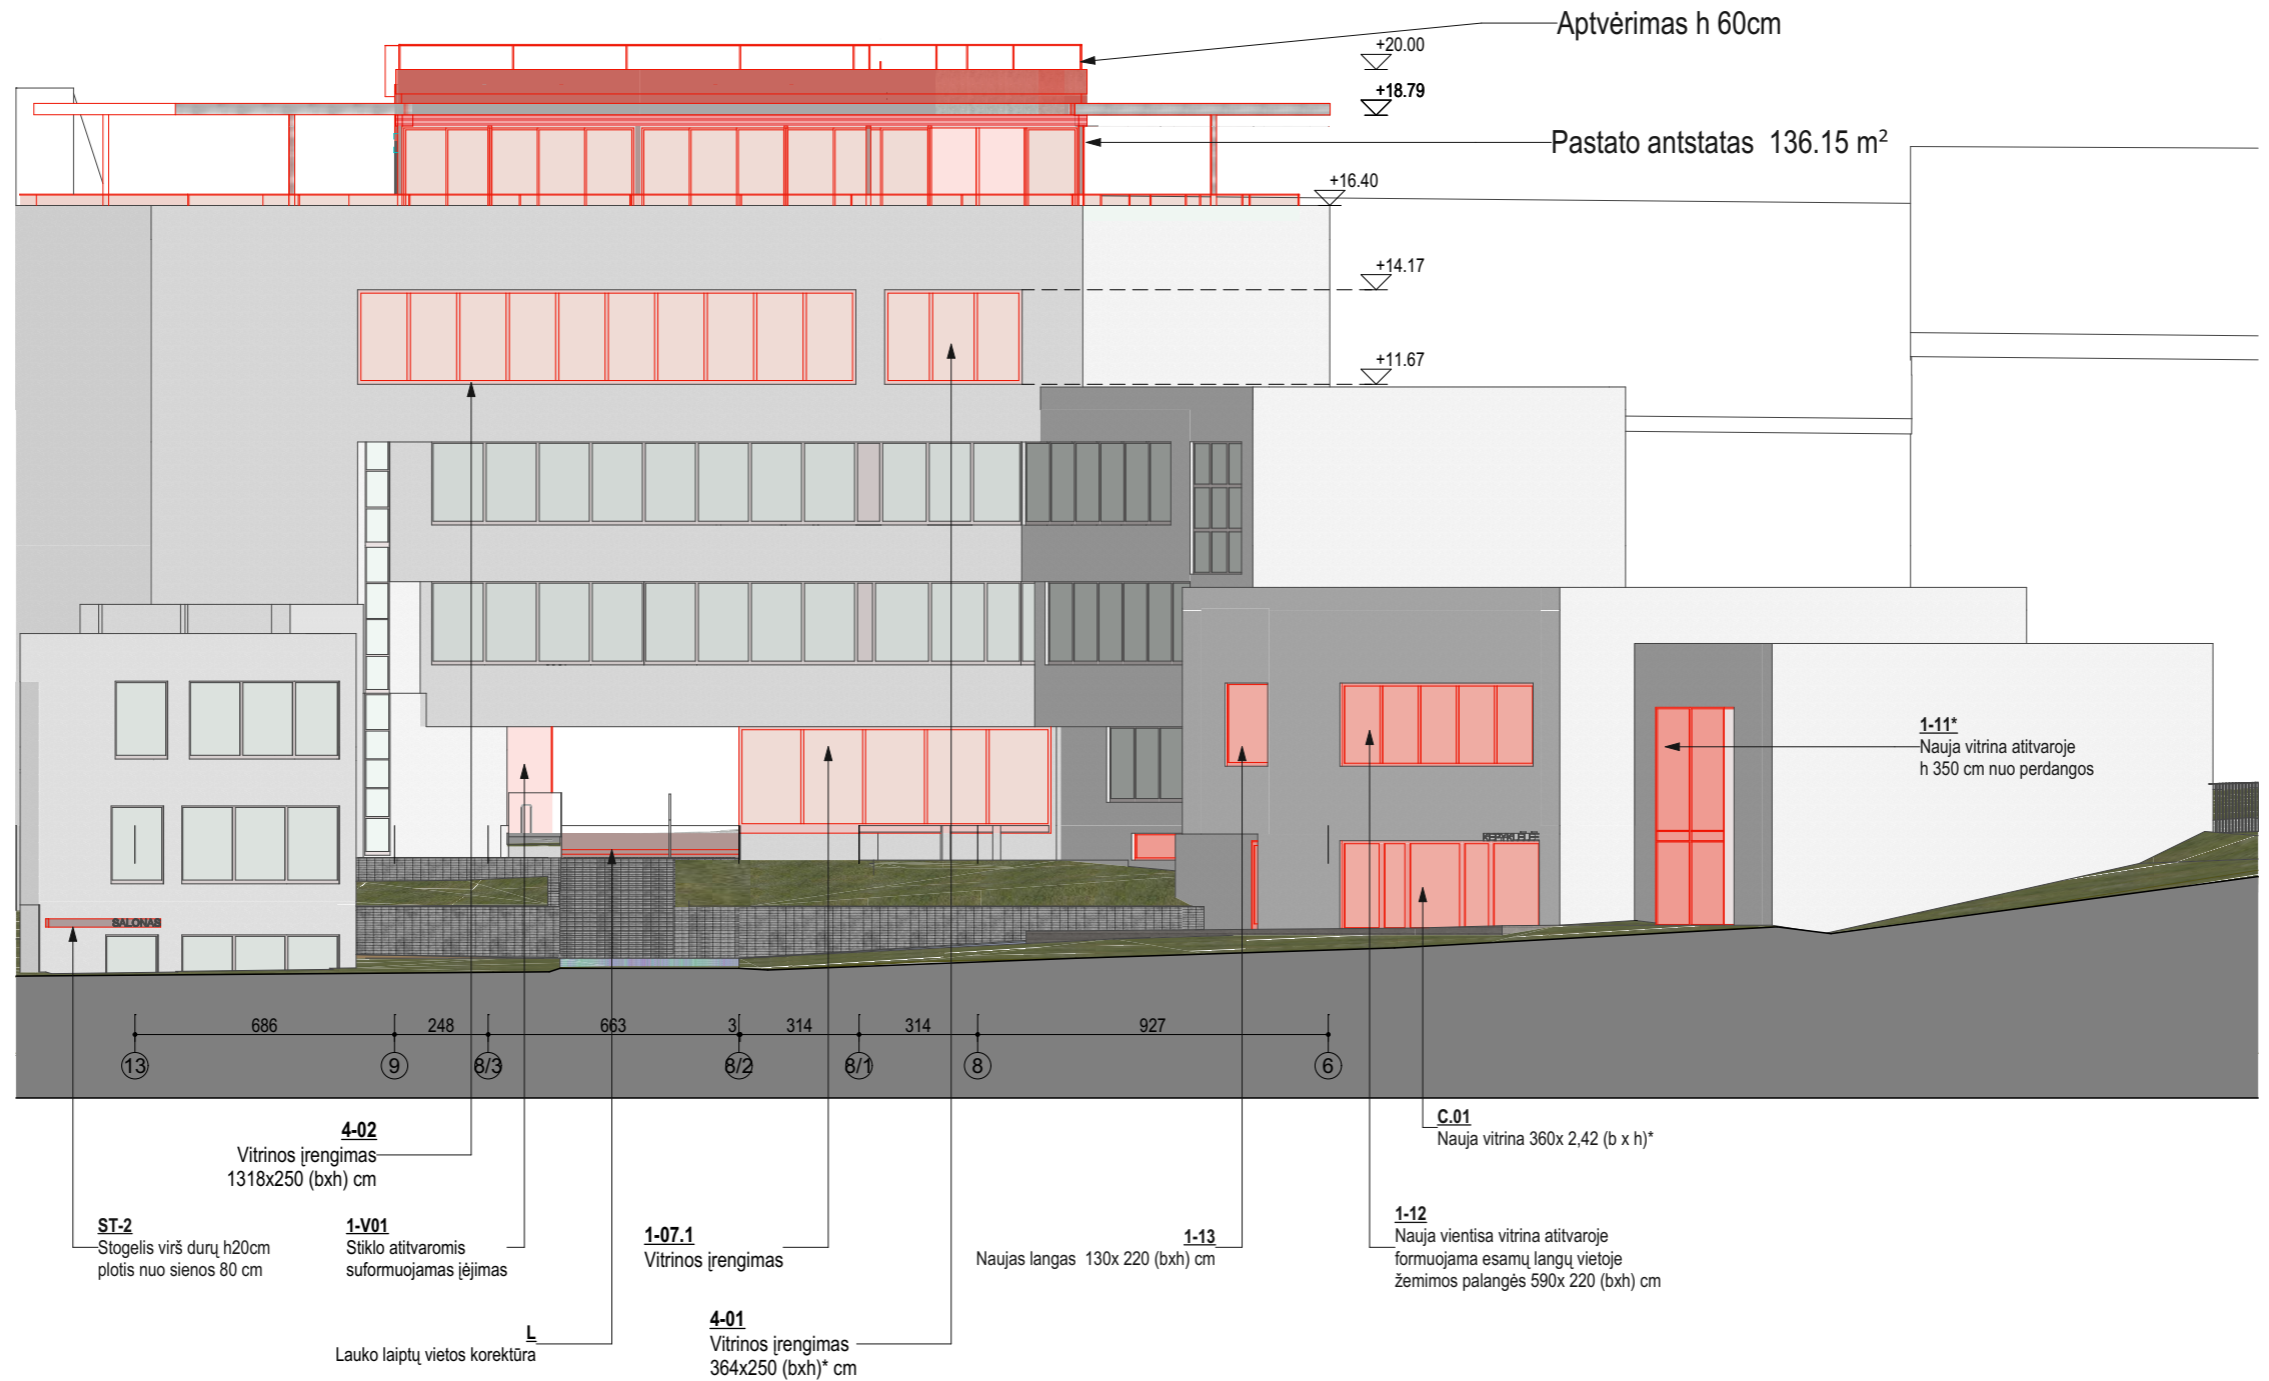 Aptvėrimas h 60cm
+20.00
+18.79
Pastato antstatas 136.15 m²
+16.40
+14.17
+11.67
1-11*
Nauja vitrina atitvaroje
h 350 cm nuo perdangos
SALONAS
686
248
663
3
314
314
927
13
9
8/3
8/2
8/1
8
6
4-02
Vitrinos įrengimas
1318x250 (bxh) cm
C.01
Nauja vitrina 360x 2,42 (b x h)*
ST-2
Stogelis virš durų h20cm
plotis nuo sienos 80 cm
1-V01
Stiklo atitvaromis
suformuojamas įėjimas
1-07.1
Vitrinos įrengimas
1-13
Naujas langas 130x 220 (bxh) cm
1-12
Nauja vientisa vitrina atitvaroje
formuojama esamų langų vietoje
žemimos palangės 590x 220 (bxh) cm
L
Lauko laiptų vietos korektūra
4-01
Vitrinos įrengimas
364x250 (bxh)* cm